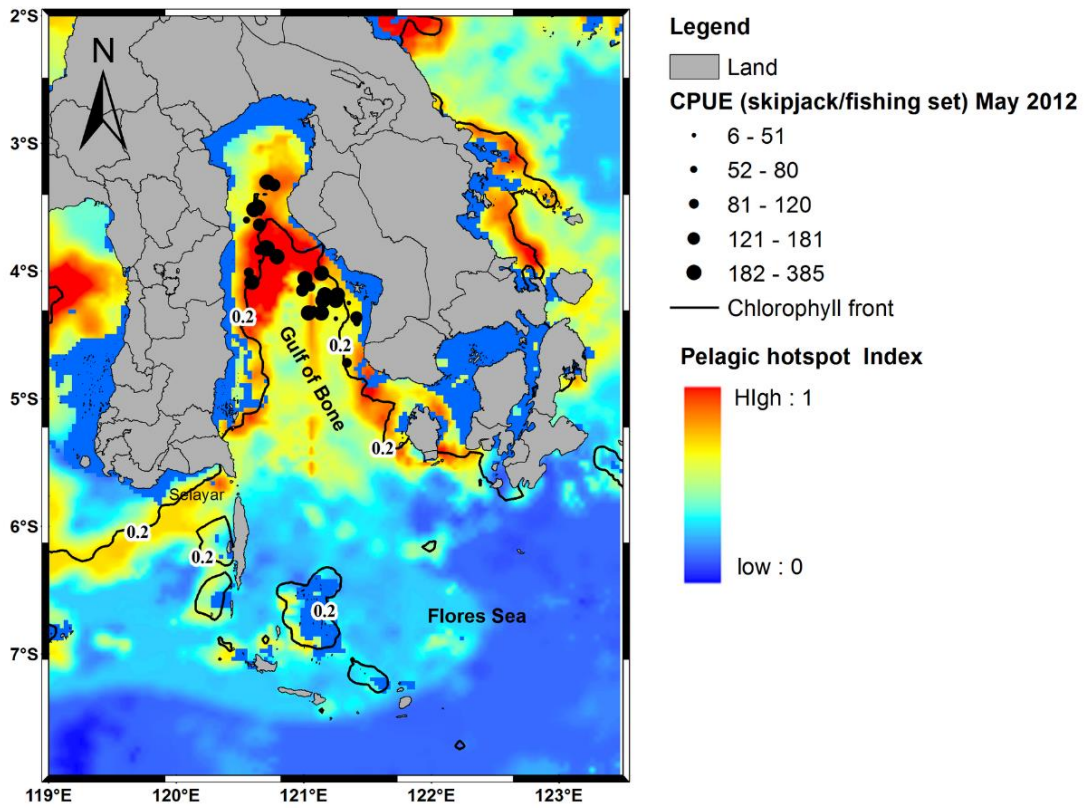 2°S
3°S
4°S
5°S
6°S
7°S
119°E
120°E
121°E
122°E
123°E
N
0.2
0.2
Gulf of Bone
0.2
Selayar
0.2
0.2
0.2
Flores Sea
Legend
Land
CPUE (skipjack/fishing set) May 2012
6 - 51
52 - 80
81 - 120
121 - 181
182 - 385
Chlorophyll front
Pelagic hotspot Index
HIgh : 1
low : 0